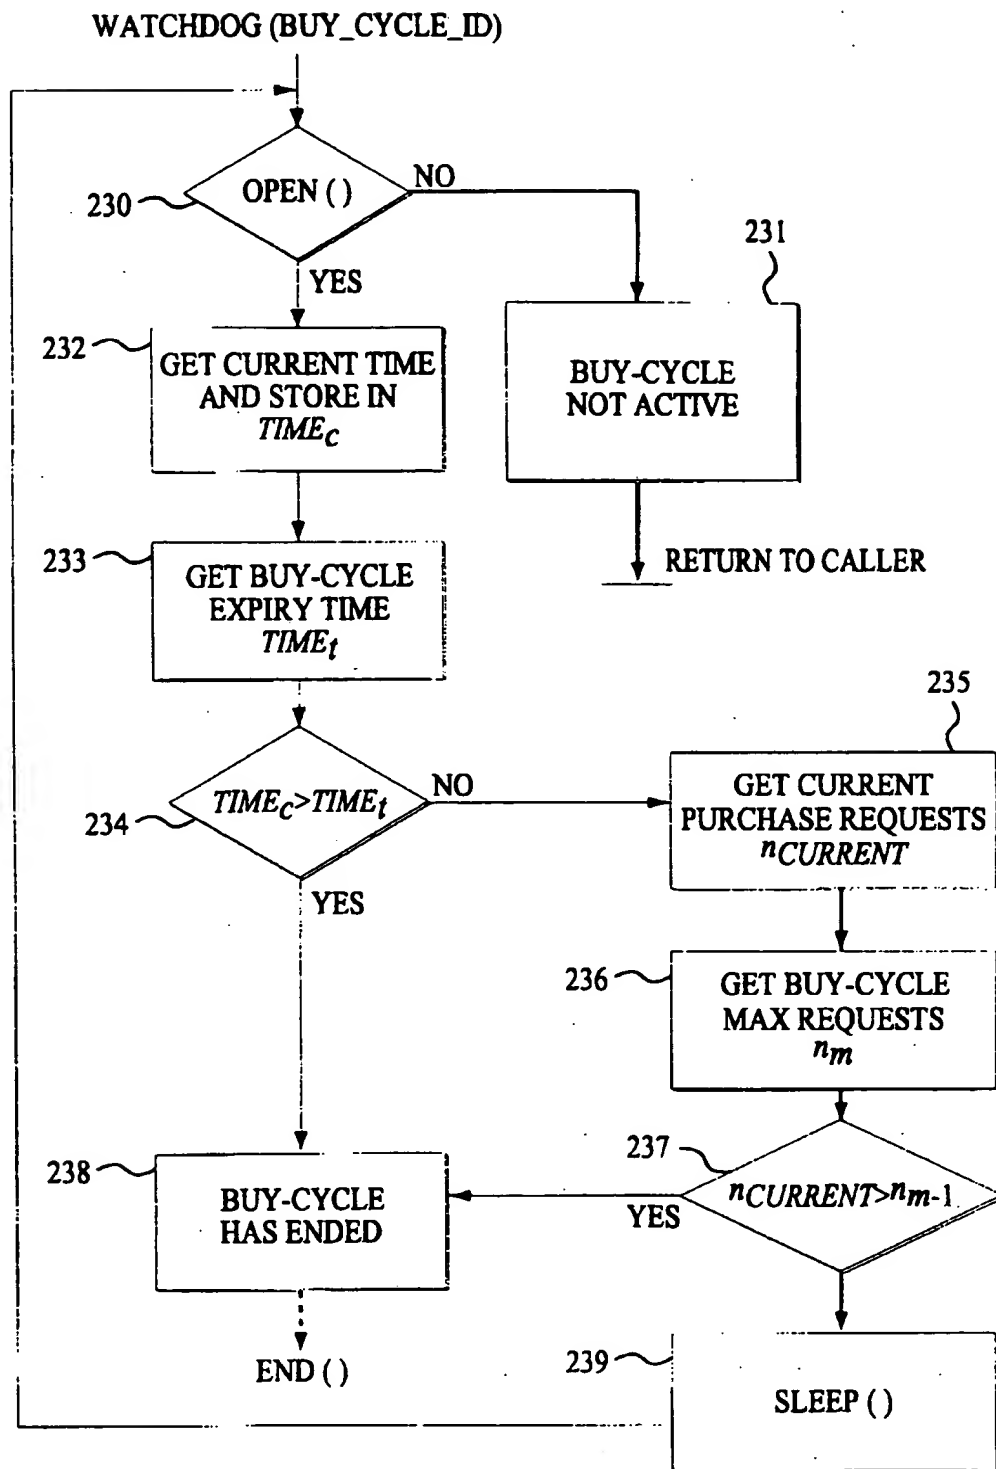 WATCHDOG (BUY_CYCLE_ID)
OPEN ( )
NO
230
YES
231
232
GET CURRENT TIME
AND STORE IN
TIMEc
BUY-CYCLE
NOT ACTIVE
233
GET BUY-CYCLE
EXPIRY TIME
TIMEt
RETURN TO CALLER
235
TIMEc>TIMEt
NO
234
YES
GET CURRENT
PURCHASE REQUESTS
nCURRENT
236
GET BUY-CYCLE
MAX REQUESTS
nm
237
nCURRENT>nm-1
YES
238
BUY-CYCLE
HAS ENDED
END ( )
239
SLEEP ( )